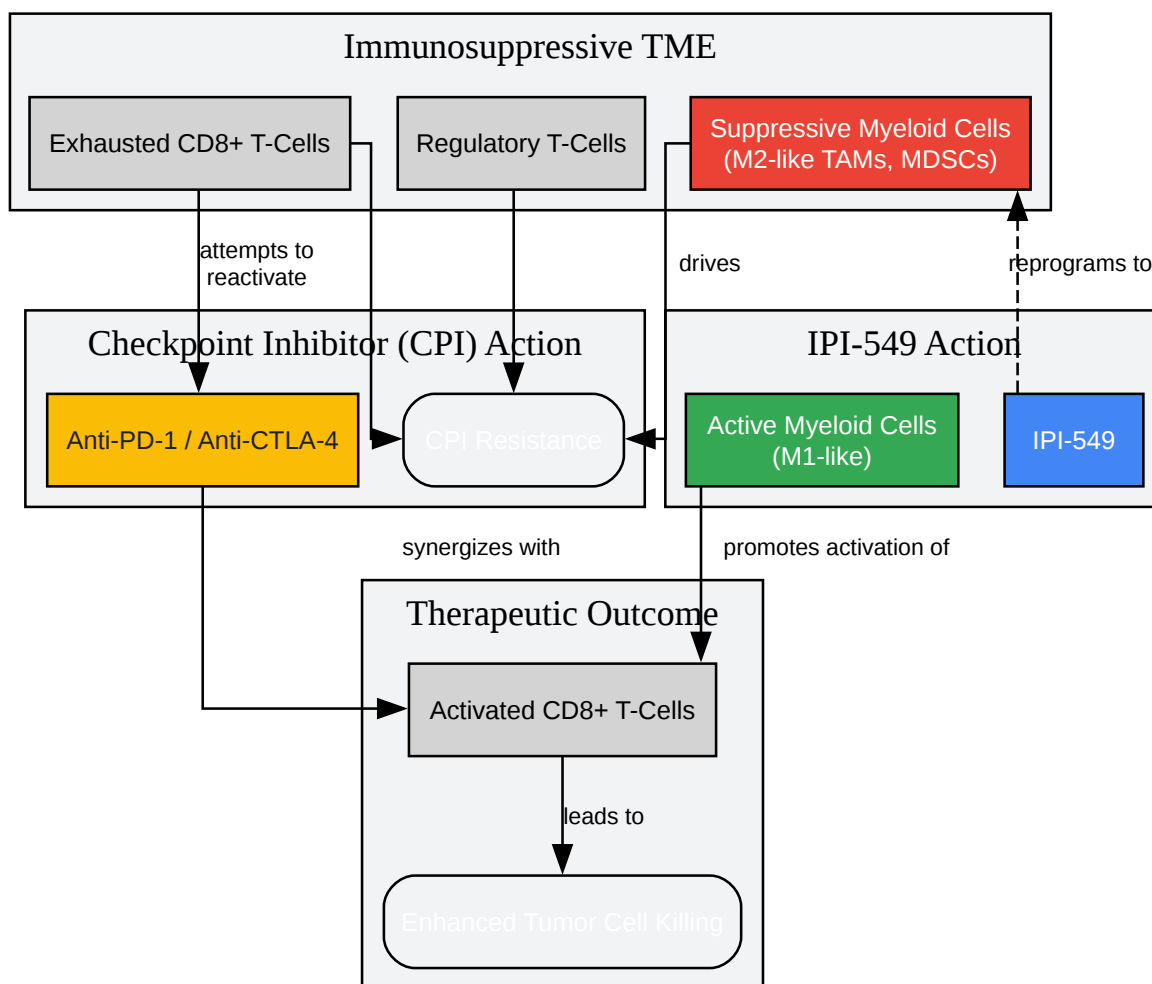 Immunosuppressive TME
Exhausted CD8+ T-Cells
Regulatory T-Cells
Suppressive Myeloid Cells
(M2-like TAMs, MDSCs)
attempts to
reactivate
drives
reprograms to
Checkpoint Inhibitor (CPI) Action
IPI-549 Action
Anti-PD-1 / Anti-CTLA-4
CPI Resistance
Active Myeloid Cells
(M1-like)
IPI-549
synergizes with
promotes activation of
Therapeutic Outcome
Activated CD8+ T-Cells
leads to
Enhanced Tumor Cell Killing